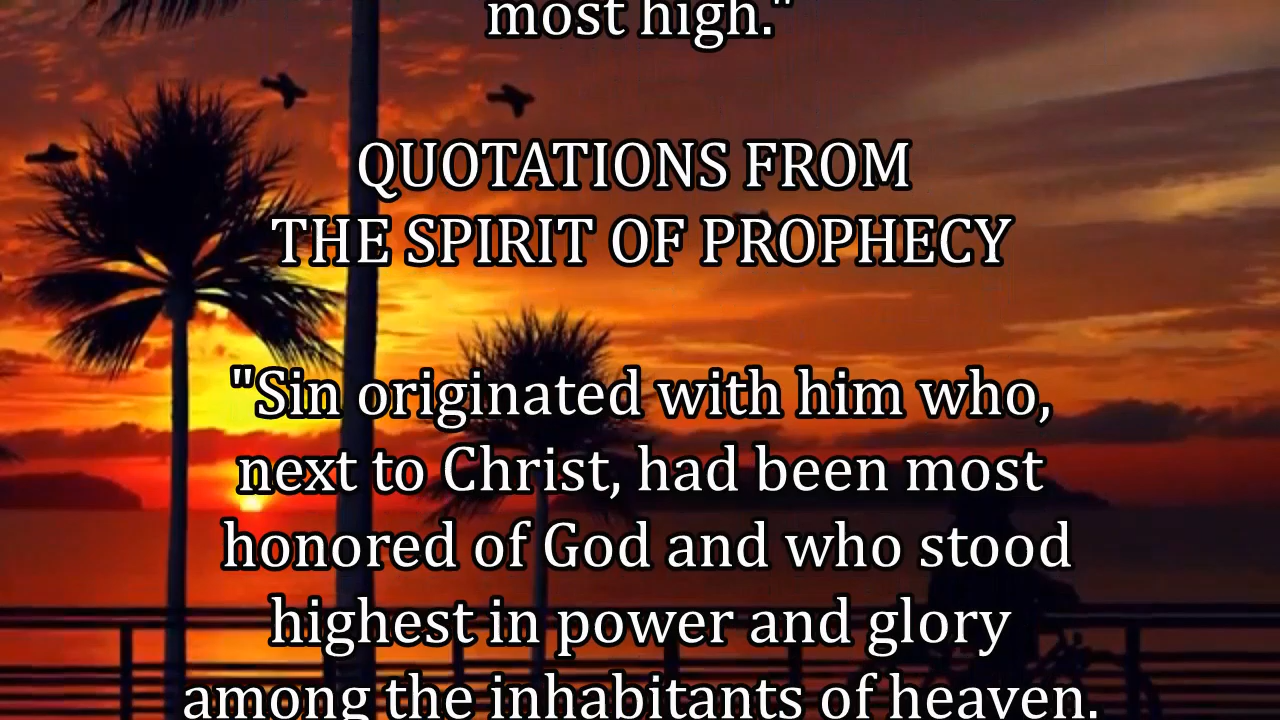 most high."
QUOTATIONS FROM
THE SPIRIT OF PROPHECY
"Sin originated with him who,
next to Christ, had been most
honored of God and who stood
highest in power and glory
among the inhabitants of heaven.